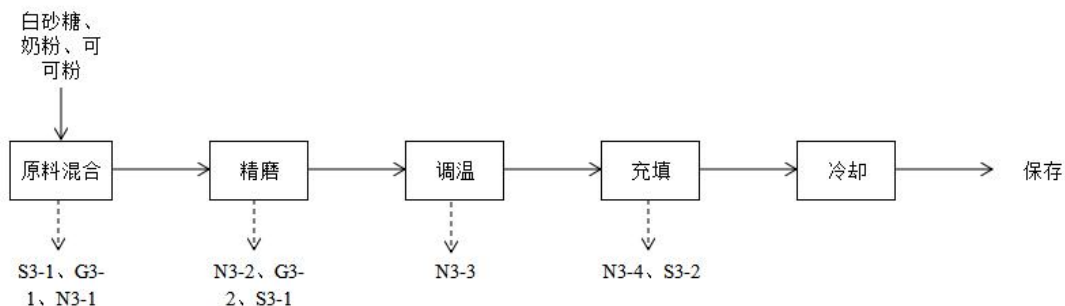 白砂糖、
奶粉、可
可粉
原料混合
精磨
调温
充填
冷却
保存
S3-1、G3-
1、N3-1
N3-2、G3-
2、S3-1
N3-3
N3-4、S3-2